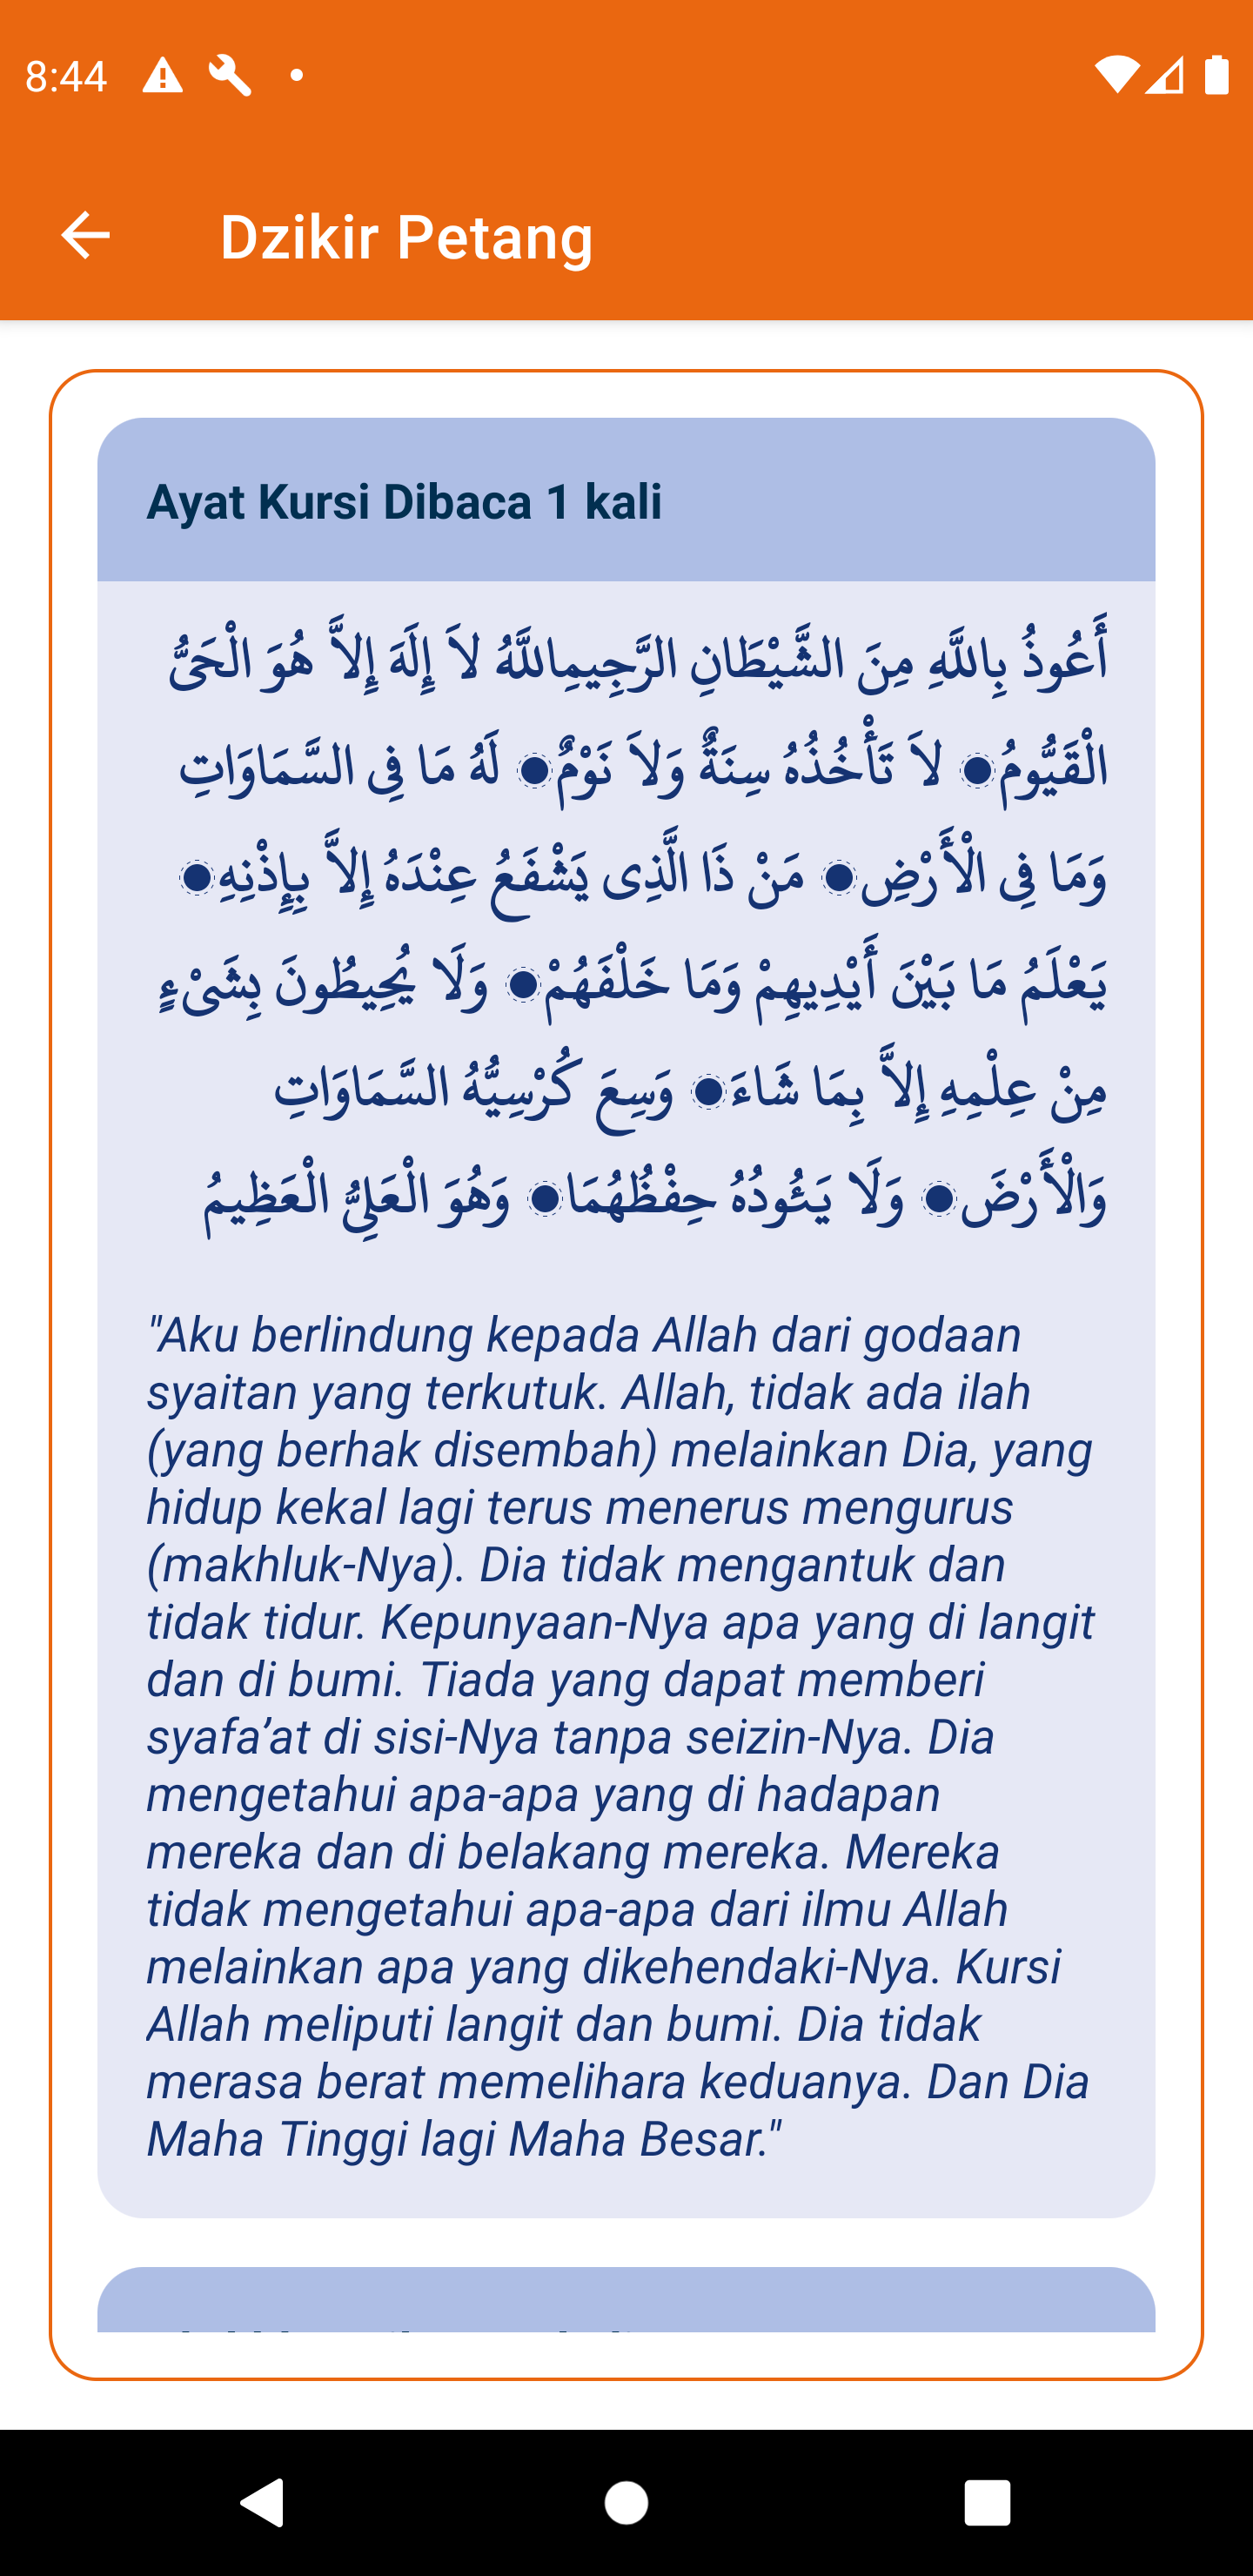 8:44
Dzikir Petang
Ayat Kursi Dibaca 1 kali
أَعُوذُ بِاللَّهِ مِنَ الشَّيْطَانِ الرَّجِيمِاللَّهُ لاَ إِلَهَ إِلاَّ هُوَ الْحَيُّ
الْقَيُّومُ۝ لاَ تَأْخُذُهُ سِنَةٌ وَلاَ نَوْمٌ۝ لَهُ مَا فِى السَّمَاوَاتِ
وَمَا فِى الْأَرْضِ۝ مَنْ ذَا الَّذِى يَشْفَعُ عِنْدَهُ إِلاَّ بِإِذْنِهِ۝
يَعْلَمُ مَا بَيْنَ أَيْدِيهِمْ وَمَا خَلْفَهُمْ۝ وَلَا يُحِيطُونَ بِشَىْءٍ
مِنْ عِلْمِهِ إِلاَّ بِمَا شَاءَ۝ وَسِعَ كُرْسِيُّهُ السَّمَاوَاتِ
وَالْأَرْضَ۝ وَلَا يَئُودُهُ حِفْظُهُمَا۝ وَهُوَ الْعَلِىُّ الْعَظِيمُ
"Aku berlindung kepada Allah dari godaan
syaitan yang terkutuk. Allah, tidak ada ilah
(yang berhak disembah) melainkan Dia, yang
hidup kekal lagi terus menerus mengurus
(makhluk-Nya). Dia tidak mengantuk dan
tidak tidur. Kepunyaan-Nya apa yang di langit
dan di bumi. Tiada yang dapat memberi
syafa’at di sisi-Nya tanpa seizin-Nya. Dia
mengetahui apa-apa yang di hadapan
mereka dan di belakang mereka. Mereka
tidak mengetahui apa-apa dari ilmu Allah
melainkan apa yang dikehendaki-Nya. Kursi
Allah meliputi langit dan bumi. Dia tidak
merasa berat memelihara keduanya. Dan Dia
Maha Tinggi lagi Maha Besar."